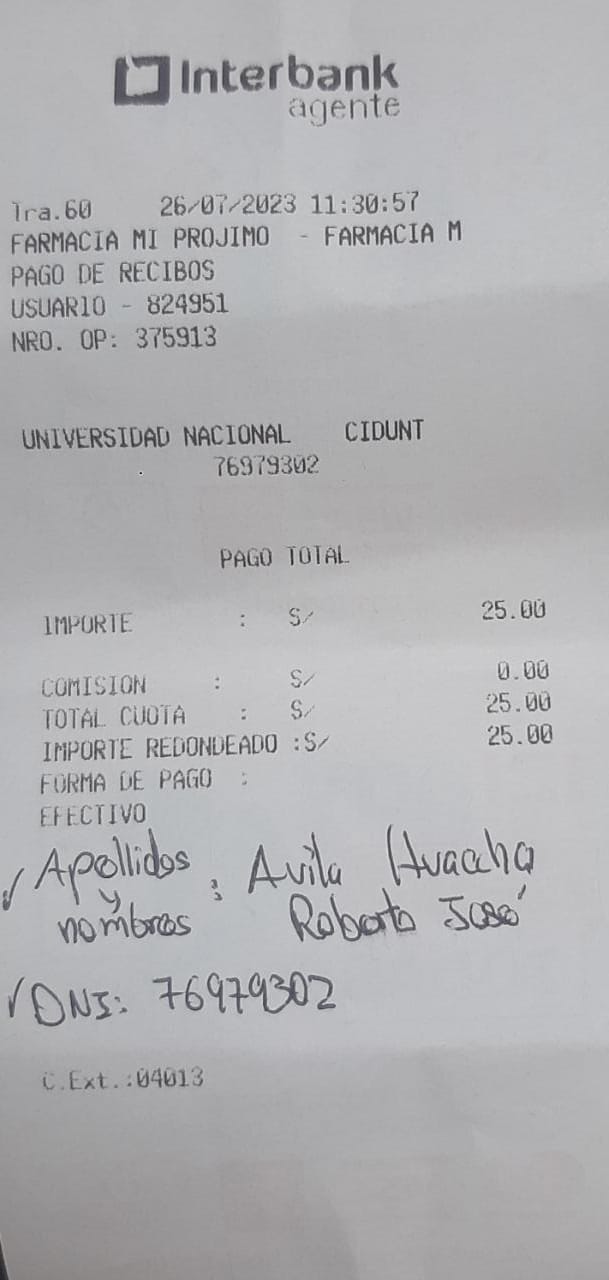 Interbank
agente
Tra.60 26/07/2023 11:30:57
FARMACIA MI PROJIMO - FARMACIA M
PAGO DE RECIBOS
USUARIO - 824951
NRO. OP: 375913
UNIVERSIDAD NACIONAL CIDUNT
76979302
PAGO TOTAL
IMPORTE : S/ 25.00
COMISION : S/ 0.00
TOTAL CUOTA : S/ 25.00
IMPORTE REDONDEADO :S/ 25.00
FORMA DE PAGO :
EFECTIVO
✓ Apellidos : Avila Huacha
y
nombres Roberto José
✓ DNI: 76979302
C.Ext.:04013